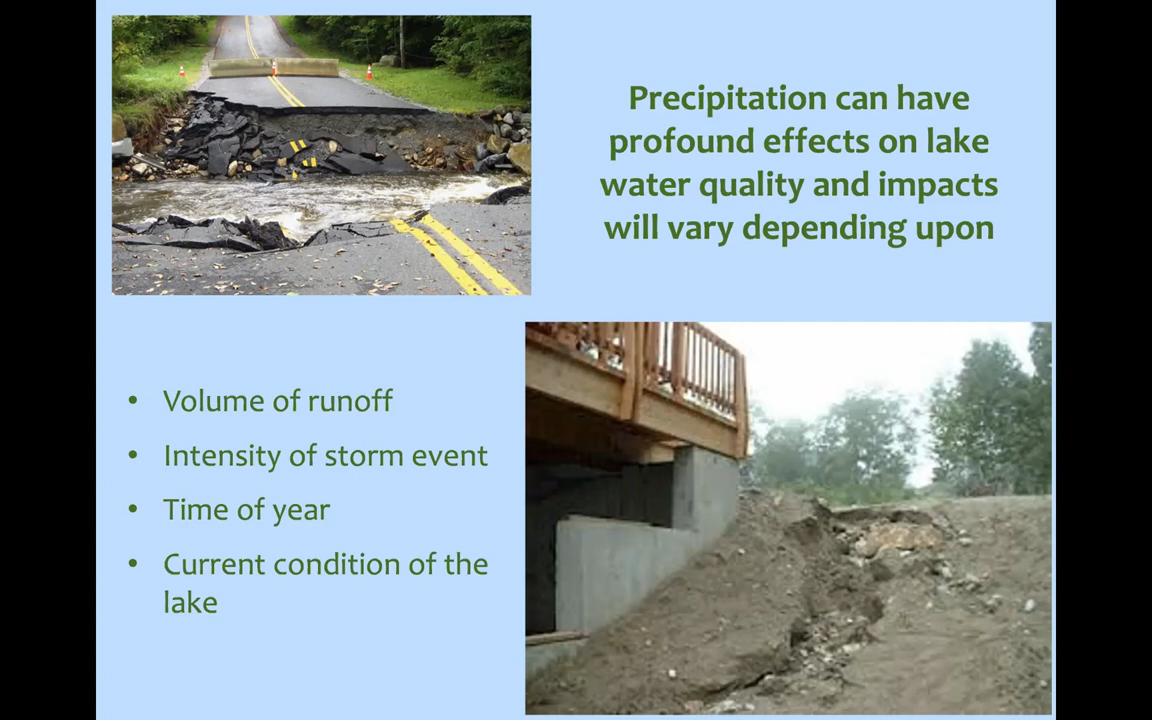 Precipitation can have
profound effects on lake
water quality and impacts
will vary depending upon
• Volume of runoff
• Intensity of storm event
• Time of year
• Current condition of the
lake